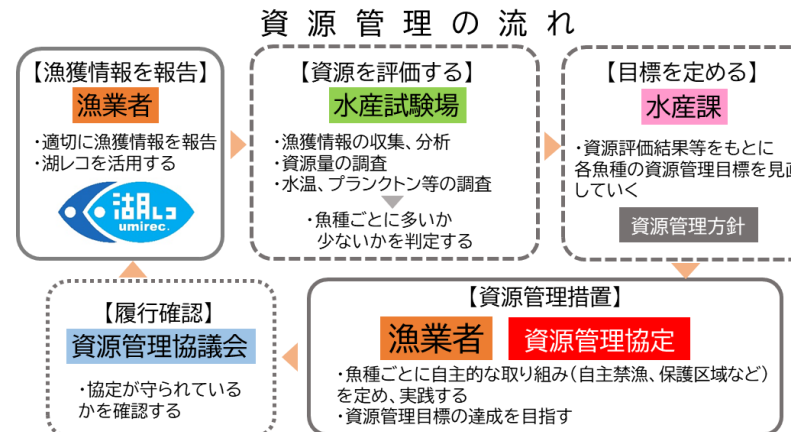 資源管理の流れ
【漁獲情報を報告】
漁業者
・適切に漁獲情報を報告
・湖レコを活用する
湖レコ
umirec.
【資源を評価する】
水産試験場
・漁獲情報の収集、分析
・資源量の調査
・水温、プランクトン等の調査
・魚種ごとに多いか
少ないかを判定する
【目標を定める】
水産課
・資源評価結果等をもとに
各魚種の資源管理目標を見直
していく
資源管理方針
【資源管理措置】
漁業者
資源管理協定
・魚種ごとに自主的な取り組み（自主禁漁、保護区域など）
を定め、実践する
・資源管理目標の達成を目指す
【履行確認】
資源管理協議会
・協定が守られている
かを確認する